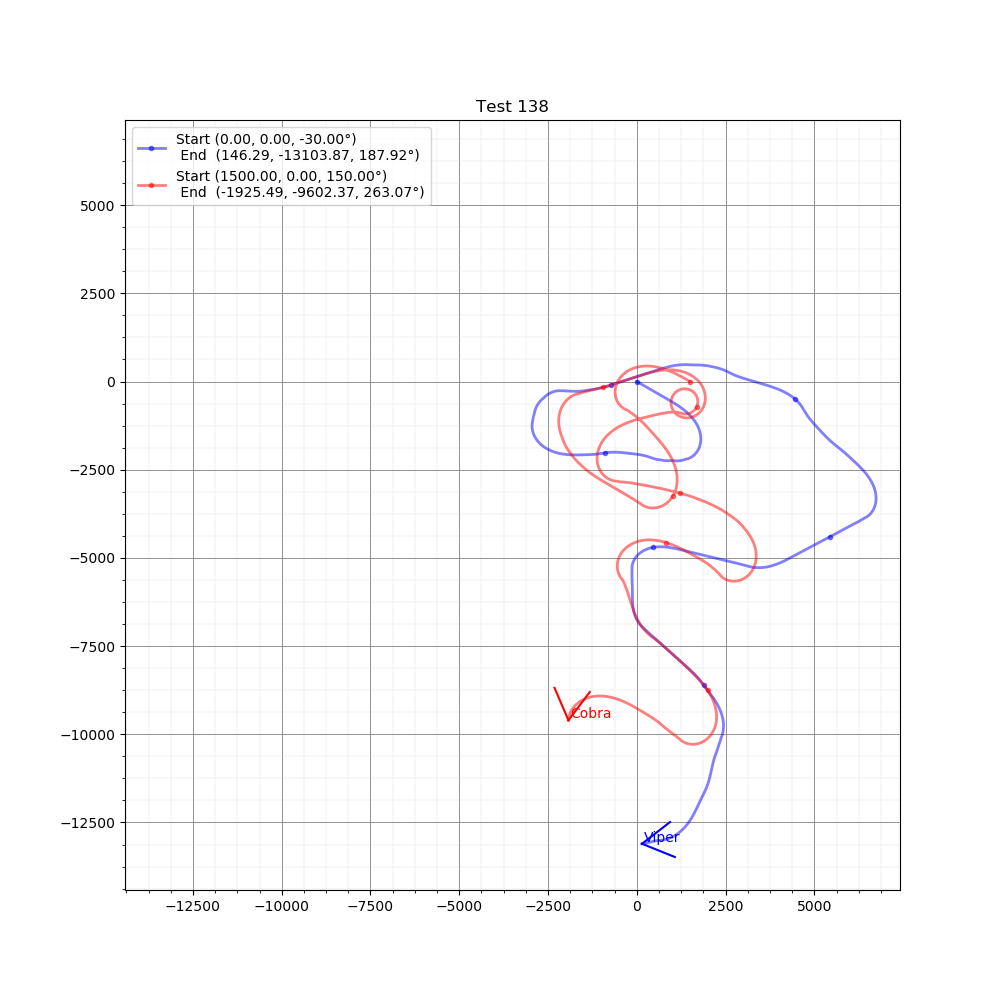 Test 138
Start (0.00, 0.00, -30.00°)
End (146.29, -13103.87, 187.92°)
Start (1500.00, 0.00, 150.00°)
End (-1925.49, -9602.37, 263.07°)
5000
2500
0
−2500
−5000
−7500
−10000
−12500
Cobra
Viper
−12500
−10000
−7500
−5000
−2500
0
2500
5000